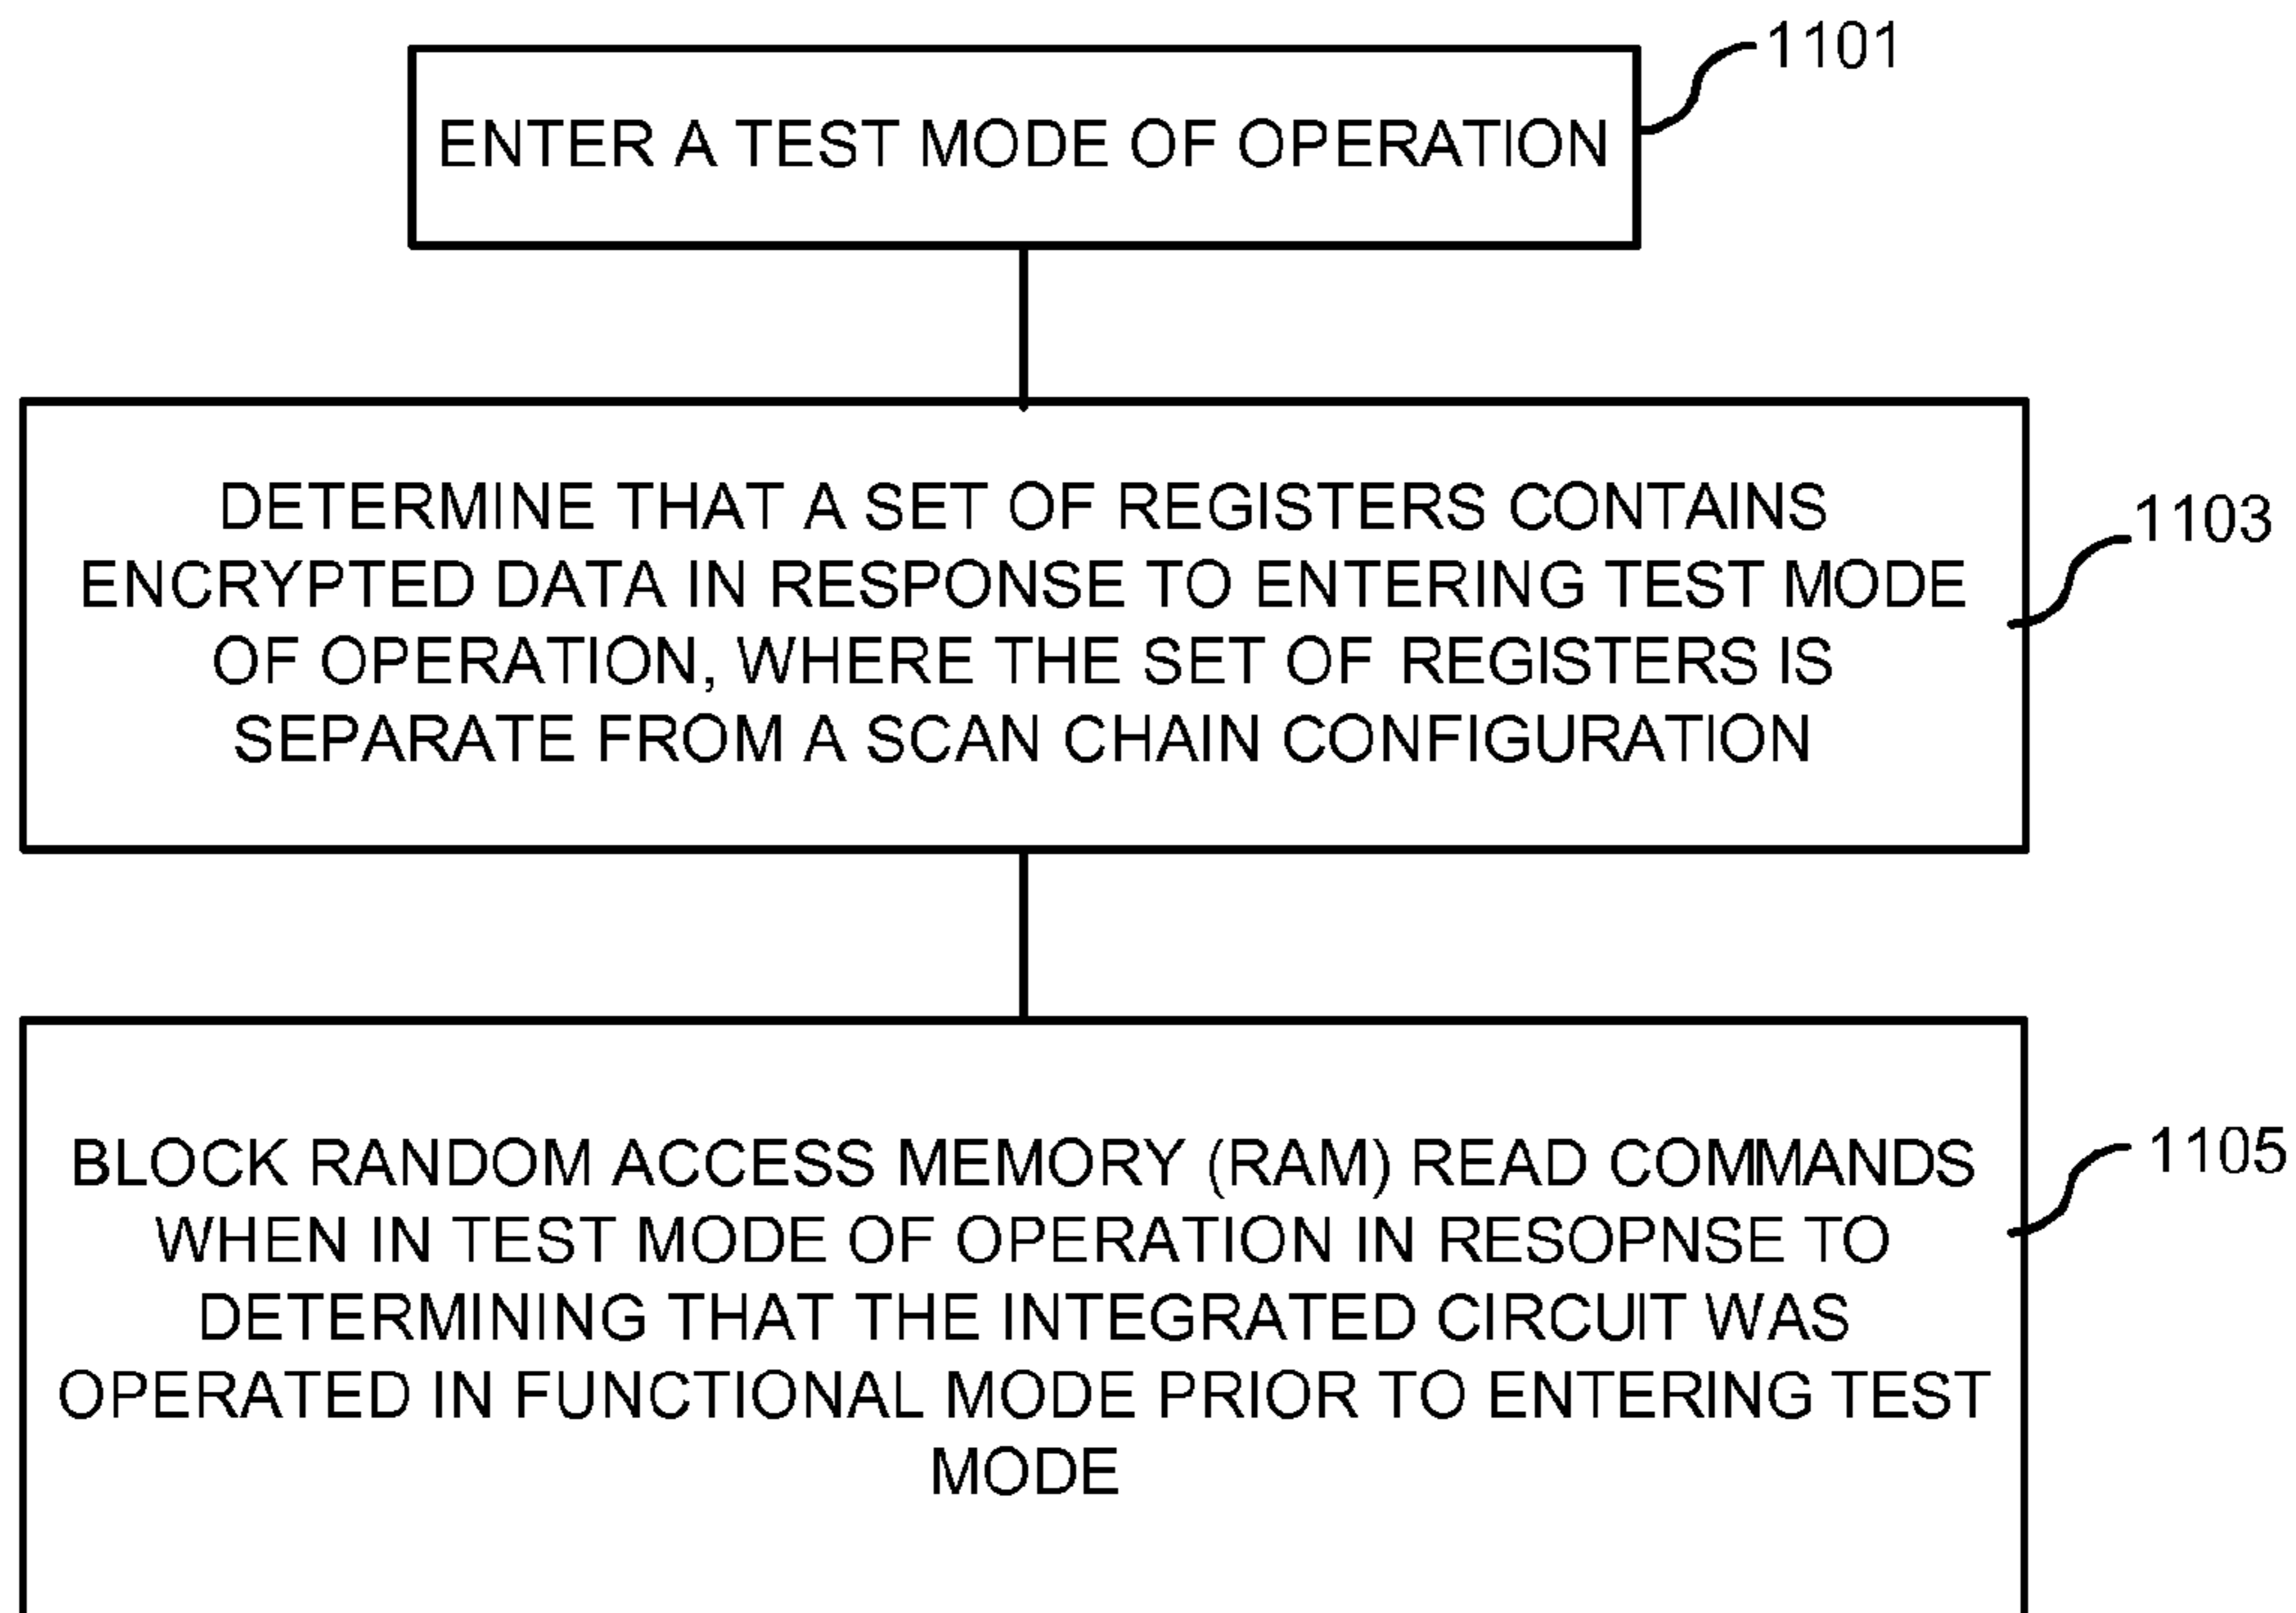 1101
ENTER A TEST MODE OF OPERATION
DETERMINE THAT A SET OF REGISTERS CONTAINS
ENCRYPTED DATA IN RESPONSE TO ENTERING TEST MODE
OF OPERATION, WHERE THE SET OF REGISTERS IS
SEPARATE FROM A SCAN CHAIN CONFIGURATION
1103
BLOCK RANDOM ACCESS MEMORY (RAM) READ COMMANDS
WHEN IN TEST MODE OF OPERATION IN RESOPNSE TO
DETERMINING THAT THE INTEGRATED CIRCUIT WAS
OPERATED IN FUNCTIONAL MODE PRIOR TO ENTERING TEST
MODE
1105